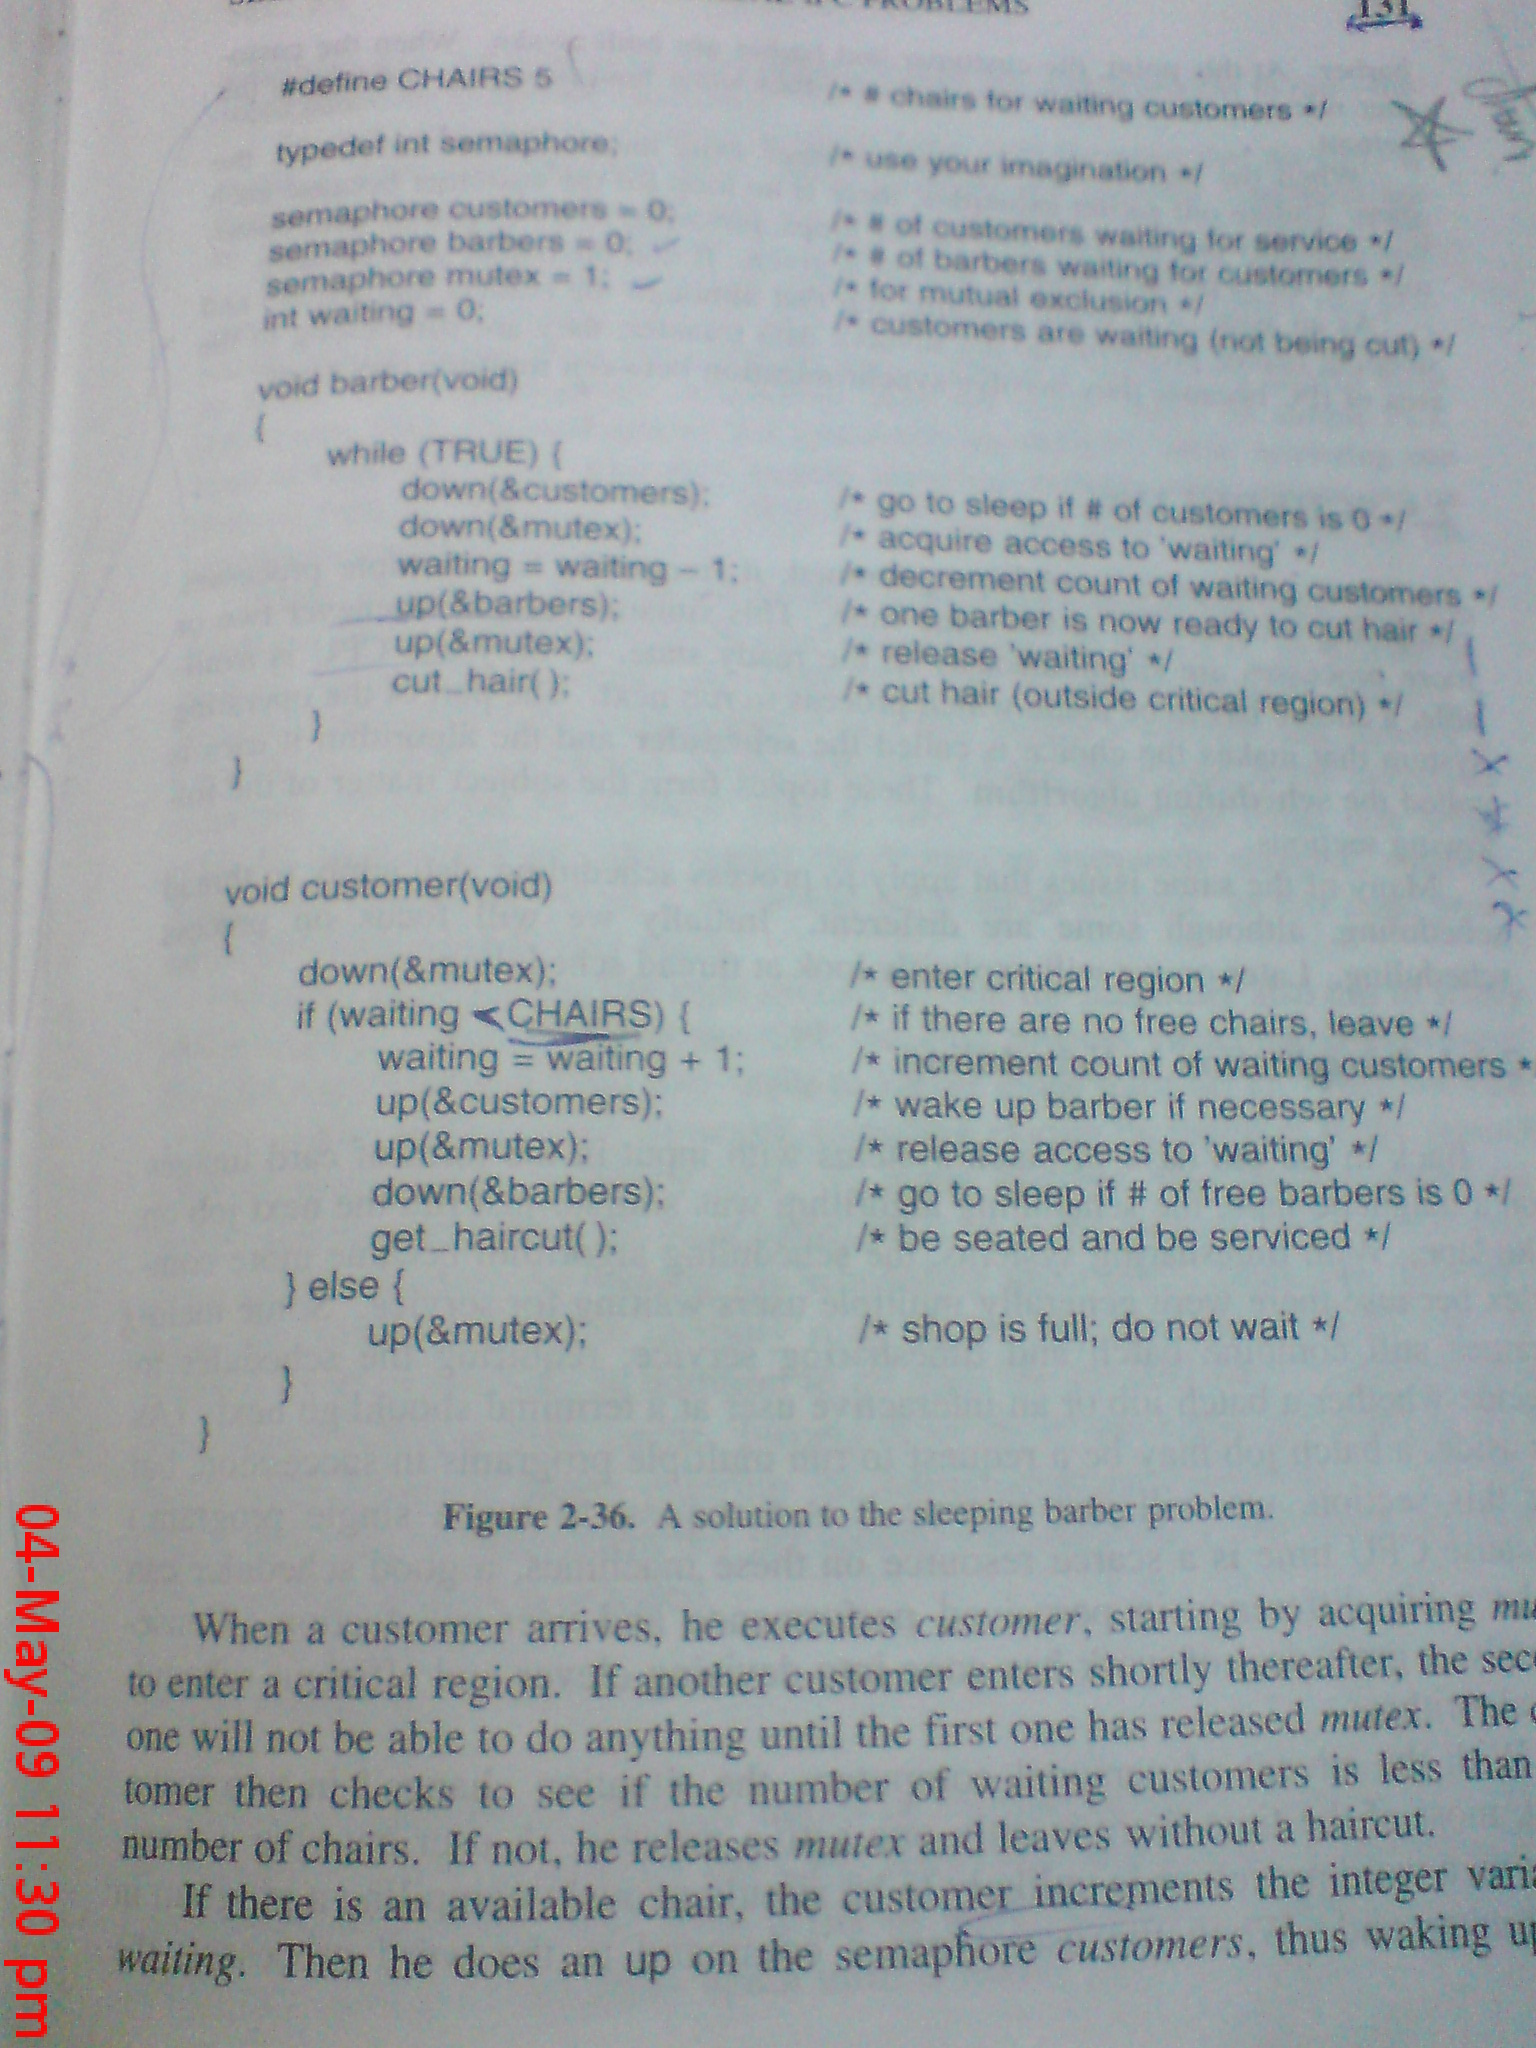 PROBLEMS
131
#define CHAIRS 5 /* # chairs for waiting customers */
typedef int semaphore; /* use your imagination */
semaphore customers = 0; /* # of customers waiting for service */
semaphore barbers = 0; /* # of barbers waiting for customers */
semaphore mutex = 1; /* for mutual exclusion */
int waiting = 0; /* customers are waiting (not being cut) */
void barber(void)
{
while (TRUE) {
down(&customers); /* go to sleep if # of customers is 0 */
down(&mutex); /* acquire access to 'waiting' */
waiting = waiting − 1; /* decrement count of waiting customers */
up(&barbers); /* one barber is now ready to cut hair */
up(&mutex); /* release 'waiting' */
cut_hair( ); /* cut hair (outside critical region) */
}
}
void customer(void)
{
down(&mutex); /* enter critical region */
if (waiting < CHAIRS) { /* if there are no free chairs, leave */
waiting = waiting + 1; /* increment count of waiting customers *
up(&customers); /* wake up barber if necessary */
up(&mutex); /* release access to 'waiting' */
down(&barbers); /* go to sleep if # of free barbers is 0 */
get_haircut( ); /* be seated and be serviced */
} else {
up(&mutex); /* shop is full; do not wait */
}
}
Figure 2-36. A solution to the sleeping barber problem.
When a customer arrives, he executes customer, starting by acquiring mu
to enter a critical region. If another customer enters shortly thereafter, the sec
one will not be able to do anything until the first one has released mutex. The
tomer then checks to see if the number of waiting customers is less than
number of chairs. If not, he releases mutex and leaves without a haircut.
If there is an available chair, the customer increments the integer varia
waiting. Then he does an up on the semaphore customers, thus waking up
04-May-09 11:30 pm